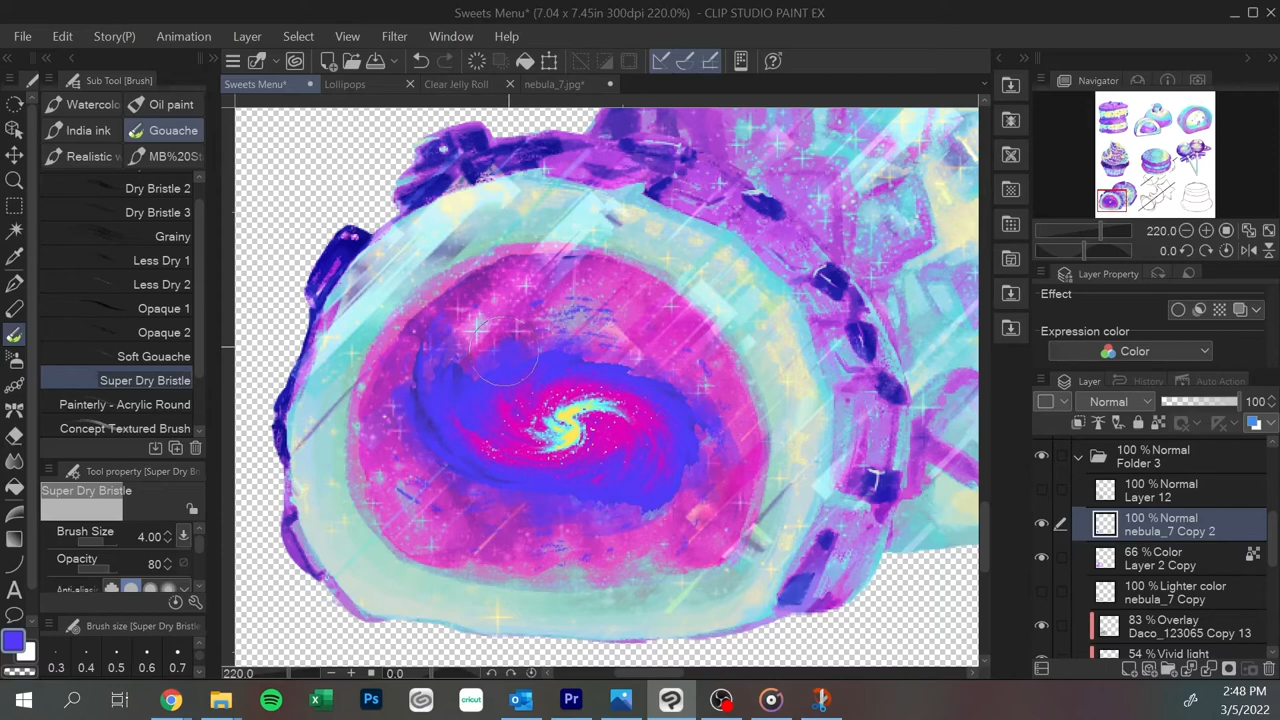 Sweets Menu* (7.04 x 7.45in 300dpi 220.0%) - CLIP STUDIO PAINT EX
File Edit Story(P) Animation Layer Select View Filter Window Help
Sub Tool [Brush]
Sweets Menu* Lollipops Clear Jelly Roll nebula_7.jpg*
Navigator
Watercolo Oil paint
India ink Gouache
Realistic w MB%20St
Dry Bristle 2
Dry Bristle 3
Grainy
Less Dry 1
Less Dry 2
Opaque 1
Opaque 2
Soft Gouache
Super Dry Bristle
Painterly - Acrylic Round
Concept Textured Brush
Tool property [Super Dry Bris
Super Dry Bristle
Brush Size 4.00
Opacity 80
Anti-alias
Brush size [Super Dry Bristle]
0.3 0.4 0.5 0.6 0.7
220.0 0.0
220.0
0.0
Layer Property
Effect
Expression color
Color
Layer History Auto Action
Normal 100
100 % Normal
Folder 3
100 % Normal
Layer 12
100 % Normal
nebula_7 Copy 2
66 % Color
Layer 2 Copy
100 % Lighter color
nebula_7 Copy
83 % Overlay
Daco_123065 Copy 13
54 % Vivid light
2:48 PM
3/5/2022
Ps
cricut
Pr